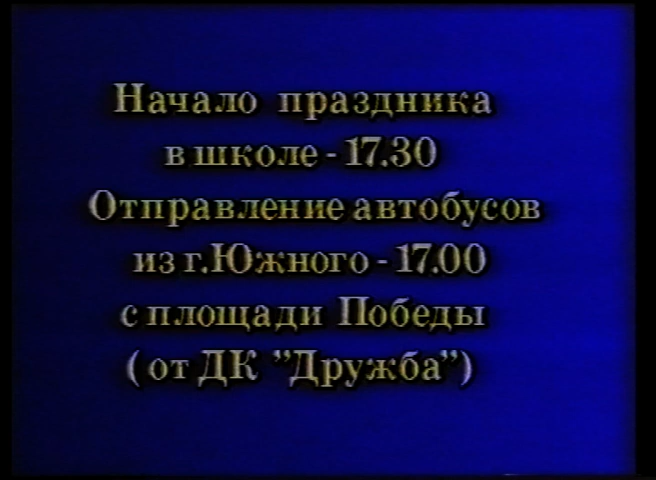 Начало праздника
в школе - 17.30
Отправление автобусов
из г.Южного - 17.00
с площади Победы
( от ДК "Дружба")